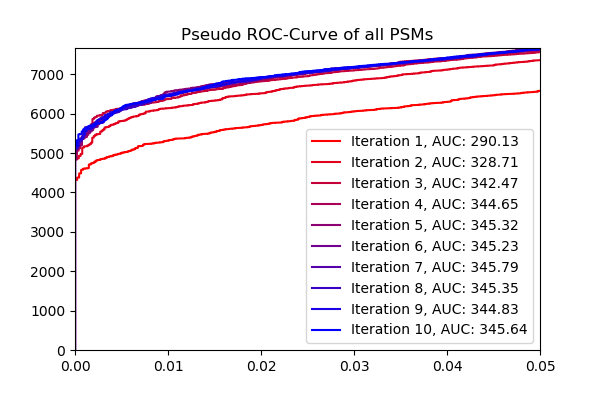 Pseudo ROC-Curve of all PSMs
7000
6000
5000
4000
3000
2000
1000
0
Iteration 1, AUC: 290.13
Iteration 2, AUC: 328.71
Iteration 3, AUC: 342.47
Iteration 4, AUC: 344.65
Iteration 5, AUC: 345.32
Iteration 6, AUC: 345.23
Iteration 7, AUC: 345.79
Iteration 8, AUC: 345.35
Iteration 9, AUC: 344.83
Iteration 10, AUC: 345.64
0.00 0.01 0.02 0.03 0.04 0.05